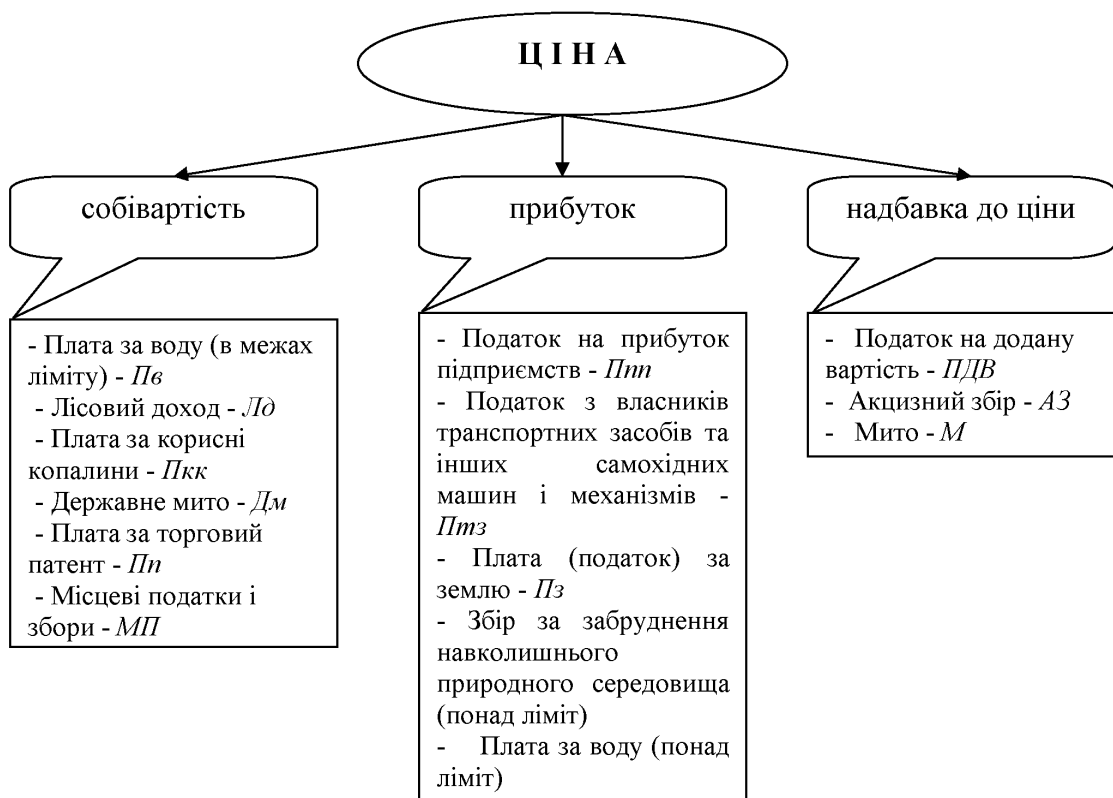 Ц І Н А
собівартість
прибуток
надбавка до ціни
- Плата за воду (в межах
ліміту) - Пв
- Лісовий доход - Лд
- Плата за корисні
копалини - Пкк
- Державне мито - Дм
- Плата за торговий
патент - Пп
- Місцеві податки і
збори - МП
- Податок на прибуток
підприємств - Ппп
- Податок з власників
транспортних засобів та
інших самохідних
машин і механізмів -
Птз
- Плата (податок) за
землю - Пз
- Збір за забруднення
навколишнього
природного середовища
(понад ліміт)
- Плата за воду (понад
ліміт)
- Податок на додану
вартість - ПДВ
- Акцизний збір - АЗ
- Мито - М